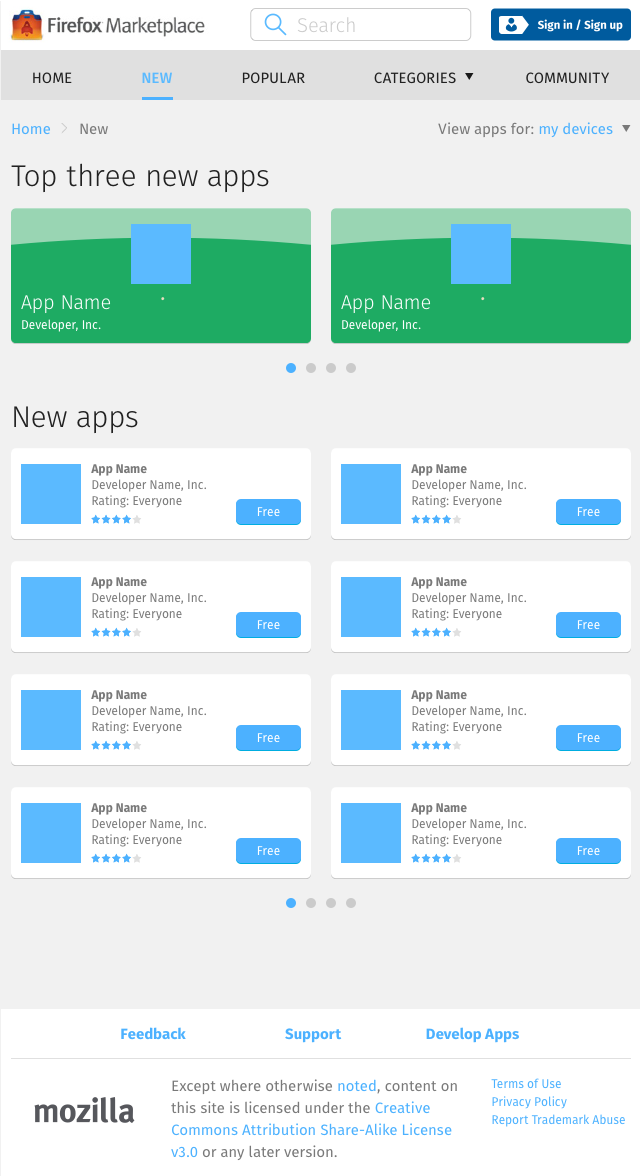 Firefox Marketplace
Search
Sign in / Sign up
HOME
NEW
POPULAR
CATEGORIES
COMMUNITY
Home
New
View apps for: my devices
Top three new apps
App Name
Developer, Inc.
App Name
Developer, Inc.
New apps
App Name
Developer Name, Inc.
Rating: Everyone
Free
App Name
Developer Name, Inc.
Rating: Everyone
Free
App Name
Developer Name, Inc.
Rating: Everyone
Free
App Name
Developer Name, Inc.
Rating: Everyone
Free
App Name
Developer Name, Inc.
Rating: Everyone
Free
App Name
Developer Name, Inc.
Rating: Everyone
Free
App Name
Developer Name, Inc.
Rating: Everyone
Free
App Name
Developer Name, Inc.
Rating: Everyone
Free
Feedback
Support
Develop Apps
mozilla
Except where otherwise noted, content on
this site is licensed under the Creative
Commons Attribution Share-Alike License
v3.0 or any later version.
Terms of Use
Privacy Policy
Report Trademark Abuse